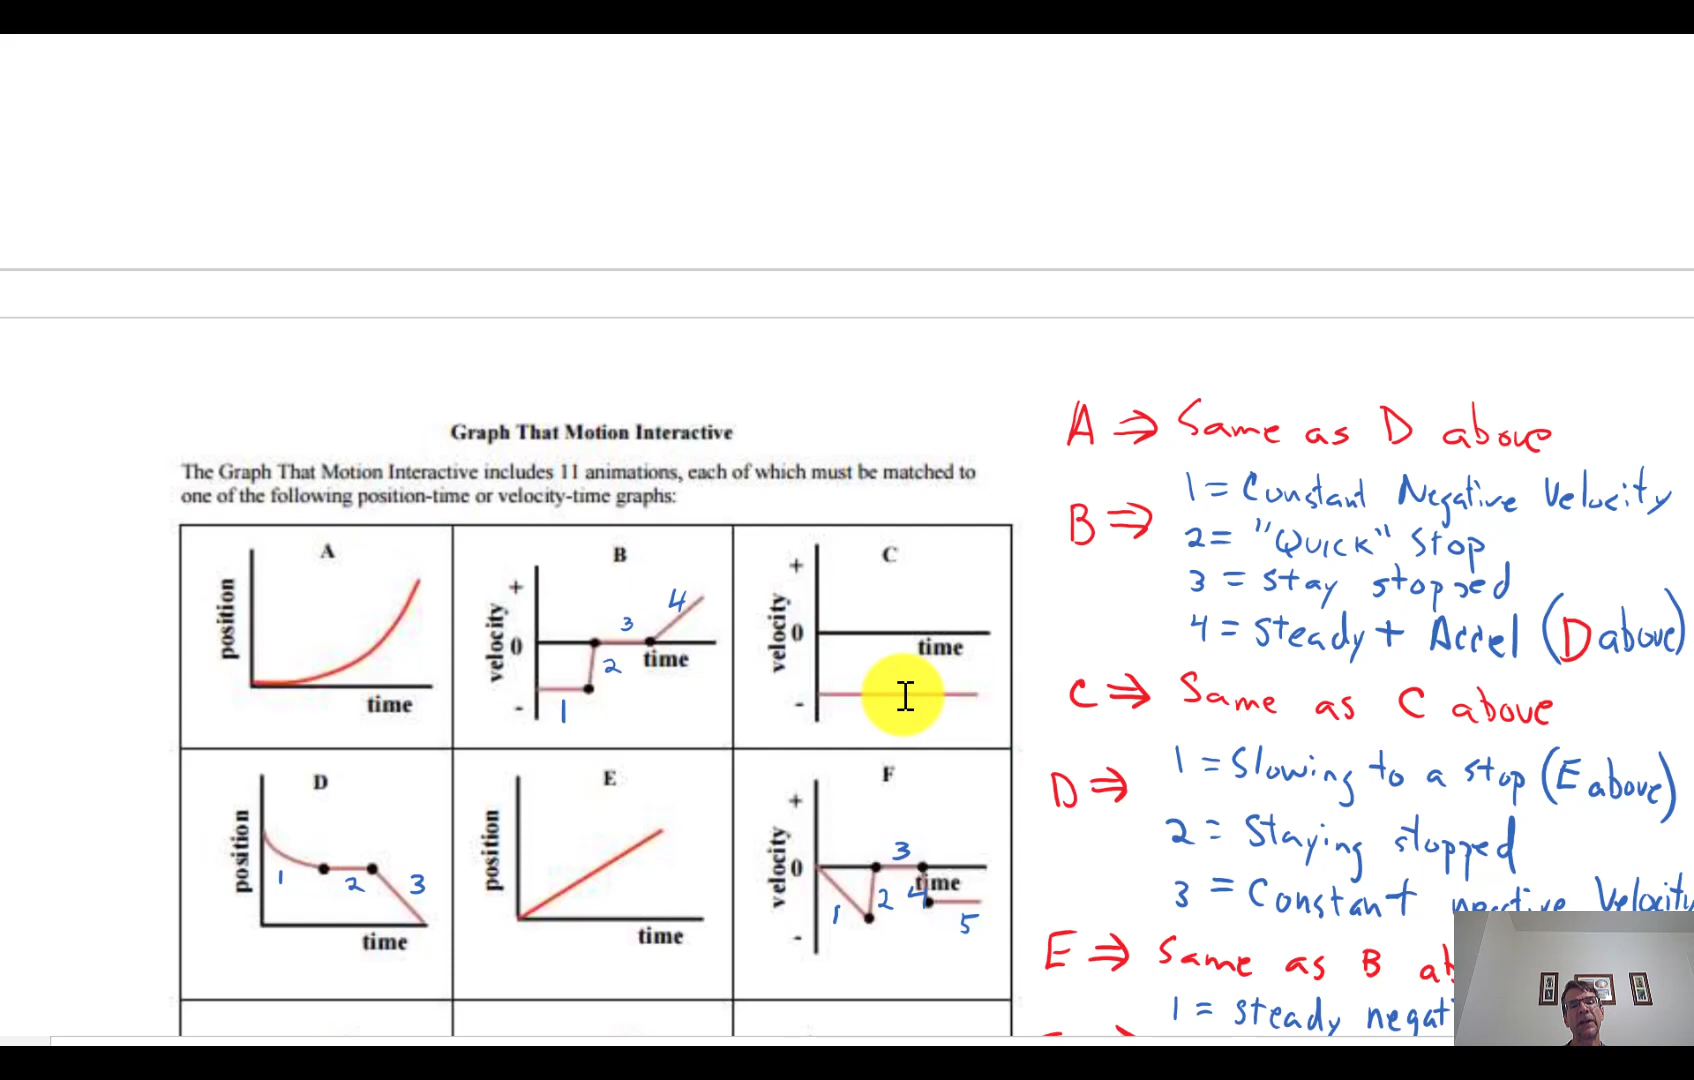 Graph That Motion Interactive
The Graph That Motion Interactive includes 11 animations, each of which must be matched to
one of the following position-time or velocity-time graphs:
A
position
time
B
+
velocity
0
-
time
1
2
3
4
C
+
velocity
0
-
time
D
position
time
1
2
3
E
position
time
F
+
velocity
0
-
time
1
2
3
4
5
A ⇒ Same as D above
B ⇒
1 = Constant Negative Velocity
2 = "Quick" Stop
3 = stay stopped
4 = steady + Accel (D above)
C ⇒ Same as C above
D ⇒
1 = Slowing to a stop (E above)
2 = Staying stopped
3 = Constant negative Velocity
E ⇒ Same as B ab
1 = steady negat